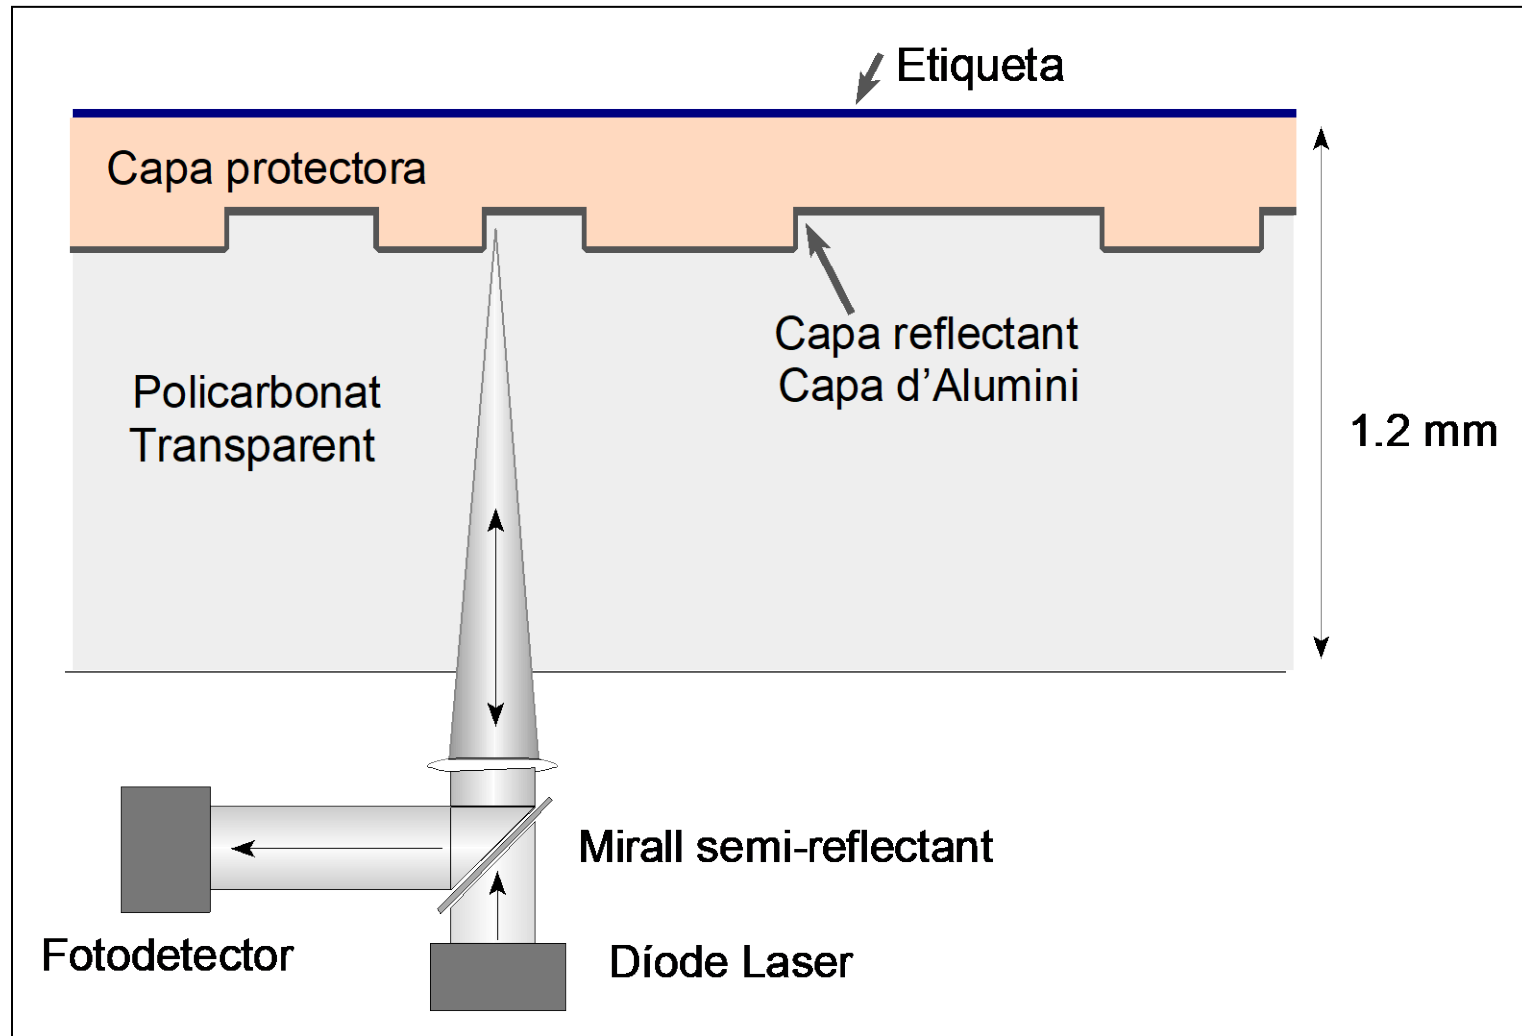 Etiqueta
Capa protectora
Capa reflectant
Capa d'Alumini
Policarbonat
Transparent
1.2 mm
Mirall semi-reflectant
Fotodetector
Díode Laser